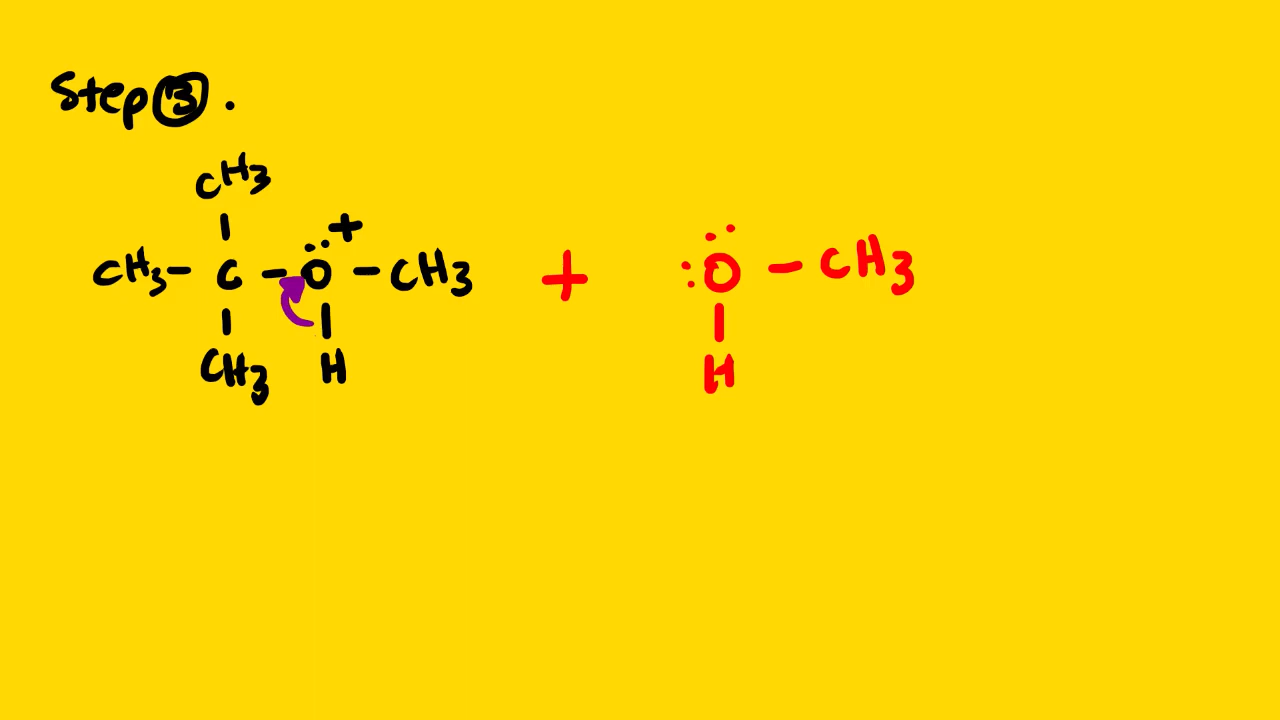 Step ③.
CH3
CH3 - C - Ö+ - CH3 + :Ö - CH3
CH3 H H